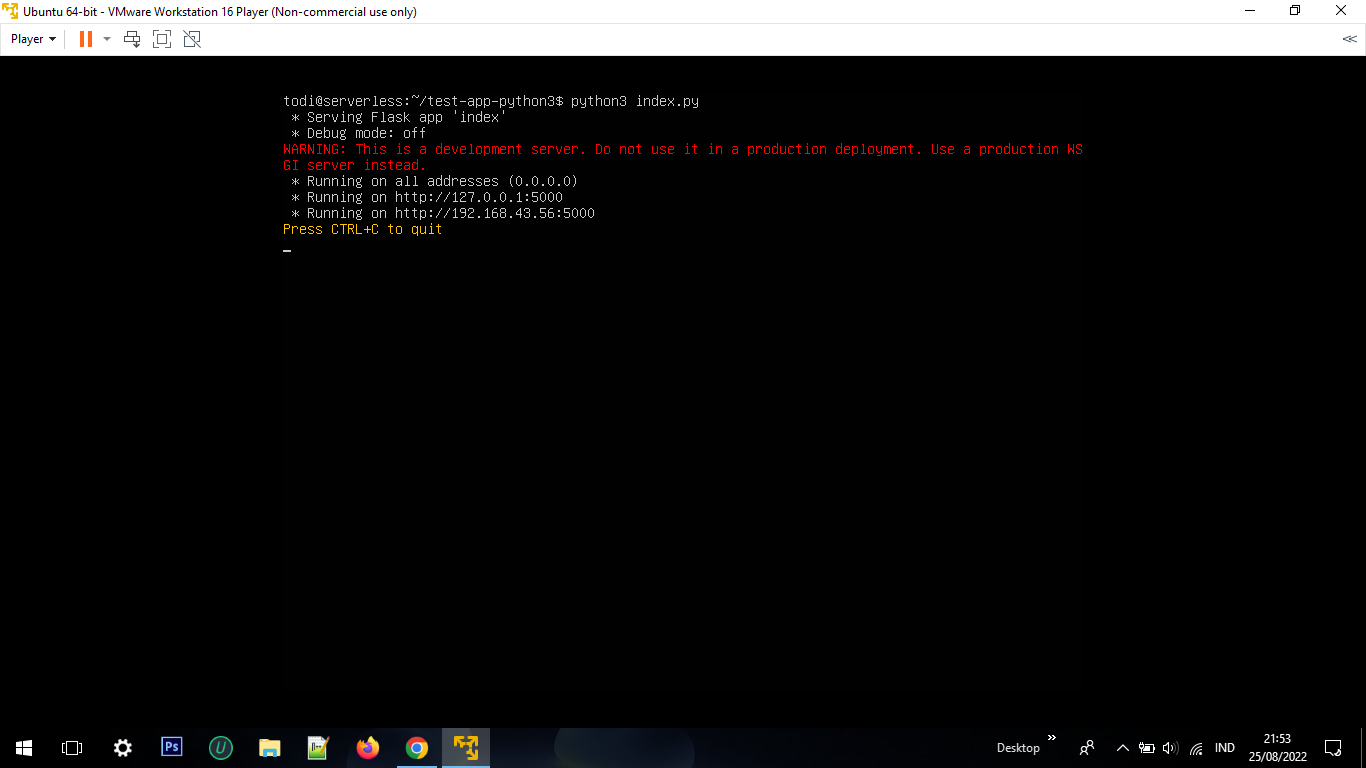 Ubuntu 64-bit - VMware Workstation 16 Player (Non-commercial use only)
Player
todi@serverless:~/test-app-python3$ python3 index.py
* Serving Flask app 'index'
* Debug mode: off
WARNING: This is a development server. Do not use it in a production deployment. Use a production WS
GI server instead.
* Running on all addresses (0.0.0.0)
* Running on http://127.0.0.1:5000
* Running on http://192.168.43.56:5000
Press CTRL+C to quit
Ps
U
Desktop
IND
21:53
25/08/2022